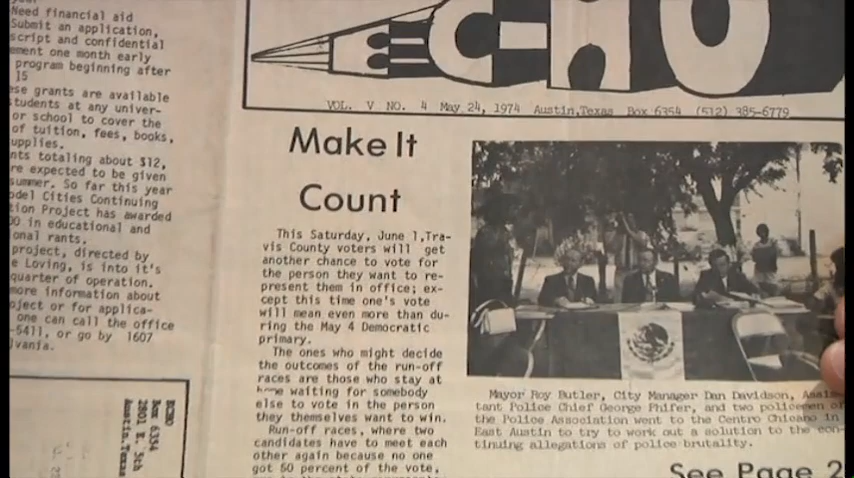 Need financial aid
Submit an application,
script and confidential
ement one month early
program beginning after
15
ese grants are available
students at any univer-
or school to cover the
of tuition, fees, books,
upplies.
nts totaling about $12,
re expected to be given
summer. So far this year
odel Cities Continuing
tion Project has awarded
00 in educational and
onal rants.
project, directed by
e Loving, is into it's
quarter of operation.
more information about
oject or for applica-
one can call the office
-5411, or go by 1607
lvania.
ECHO
Box 6354
2801 E. 5th
Austin, Texas
ECHO
VOL. V NO. 4 May 24, 1974 Austin, Texas Box 6354 (512) 385-6779
Make It
Count
This Saturday, June 1, Tra-
vis County voters will get
another chance to vote for
the person they want to re-
present them in office; ex-
cept this time one's vote
will mean even more than du-
ring the May 4 Democratic
primary.
The ones who might decide
the outcomes of the run-off
races are those who stay at
home waiting for somebody
else to vote in the person
they themselves want to win.
Run-off races, where two
candidates have to meet each
other again because no one
got 50 percent of the vote,
Mayor Roy Butler, City Manager Dan Davidson, Assis-
tant Police Chief George Phifer, and two policemen of
the Police Association went to the Centro Chicano in
East Austin to try to work out a solution to the con-
tinuing allegations of police brutality.
See Page 2